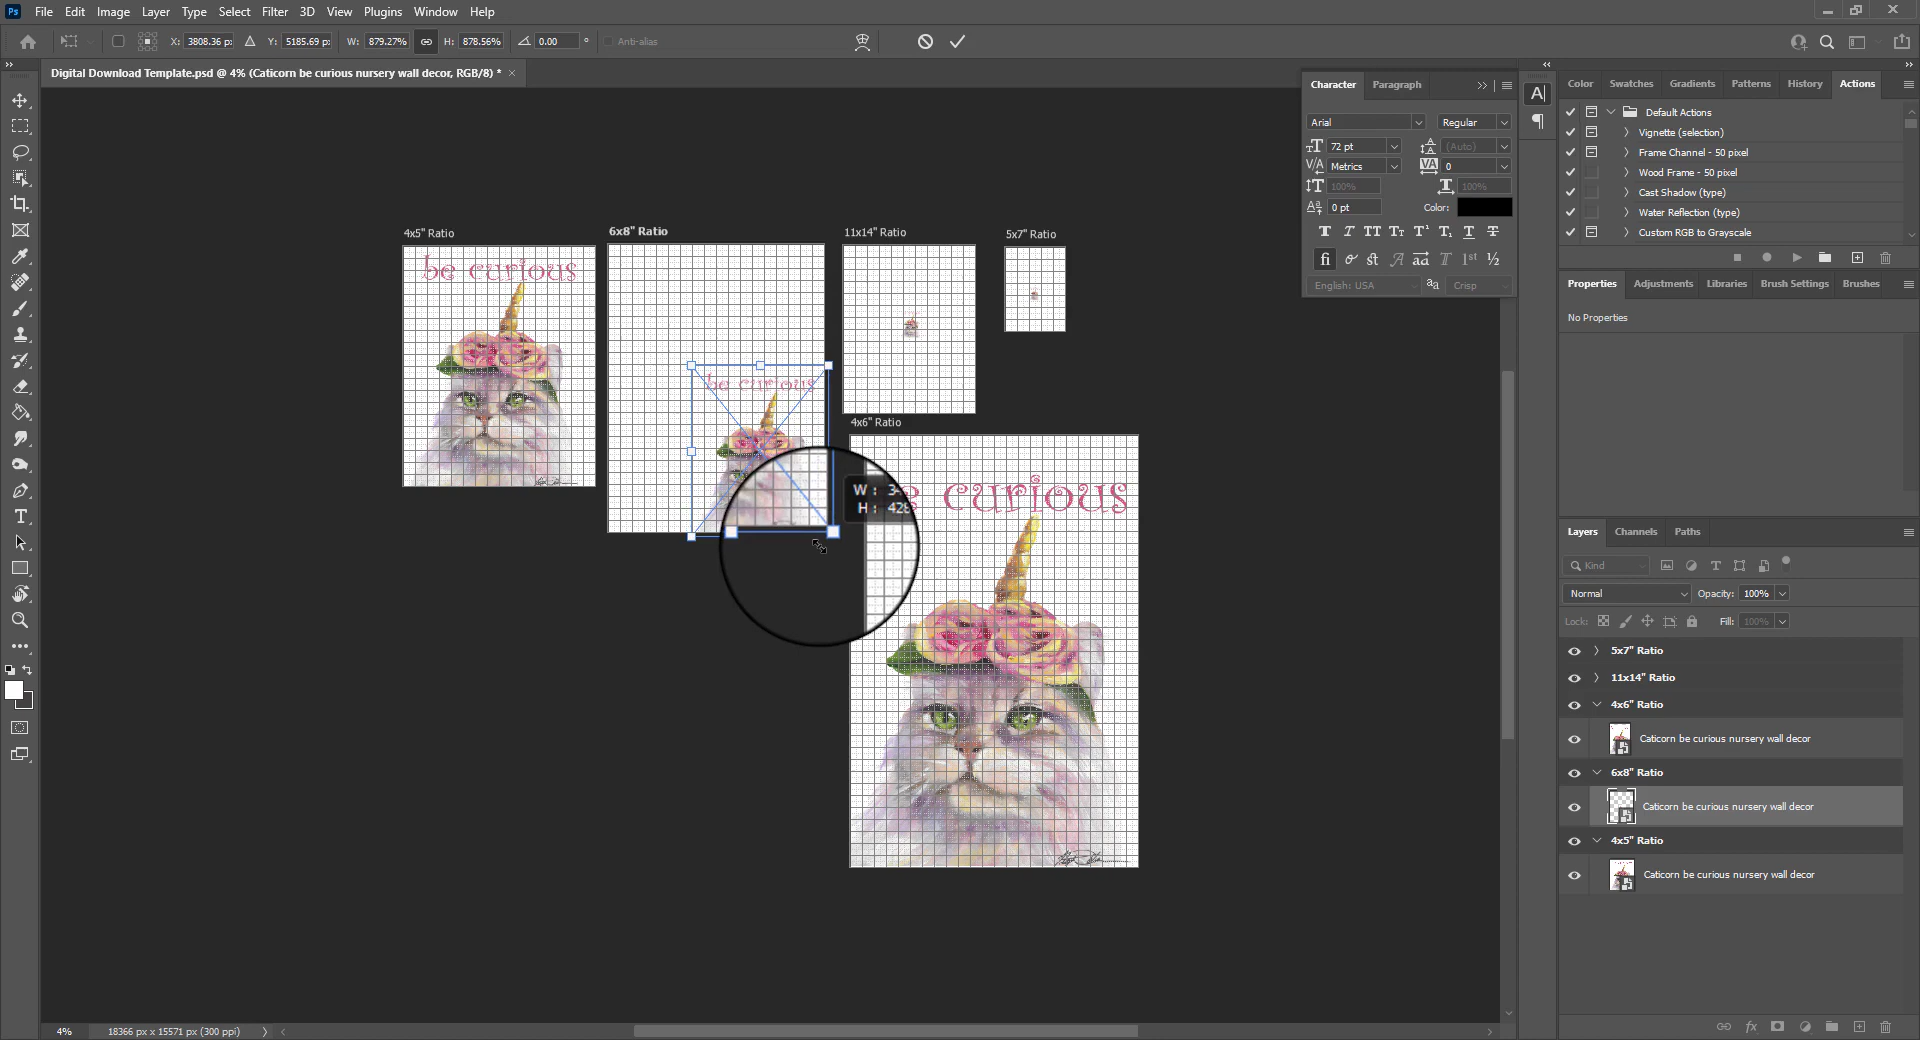 Ps File Edit Image Layer Type Select Filter 3D View Plugins Window Help
X: 3808.36 px Y: 5185.69 px W: 879.27% H: 878.56% 0.00 ° Anti-alias
Digital Download Template.psd @ 4% (Caticorn be curious nursery wall decor, RGB/8) * ×
Character Paragraph
Arial Regular
72 pt (Auto)
Metrics 0
100% 100%
0 pt Color:
English: USA aa Crisp
4x5" Ratio
be curious
6x8" Ratio
be curious
W :
H : 428
11x14" Ratio
5x7" Ratio
4x6" Ratio
curious
Color Swatches Gradients Patterns History Actions
Default Actions
Vignette (selection)
Frame Channel - 50 pixel
Wood Frame - 50 pixel
Cast Shadow (type)
Water Reflection (type)
Custom RGB to Grayscale
Properties Adjustments Libraries Brush Settings Brushes
No Properties
Layers Channels Paths
Kind
Normal Opacity: 100%
Lock: Fill: 100%
5x7" Ratio
11x14" Ratio
4x6" Ratio
Caticorn be curious nursery wall decor
6x8" Ratio
Caticorn be curious nursery wall decor
4x5" Ratio
Caticorn be curious nursery wall decor
4% 18366 px x 15571 px (300 ppi)